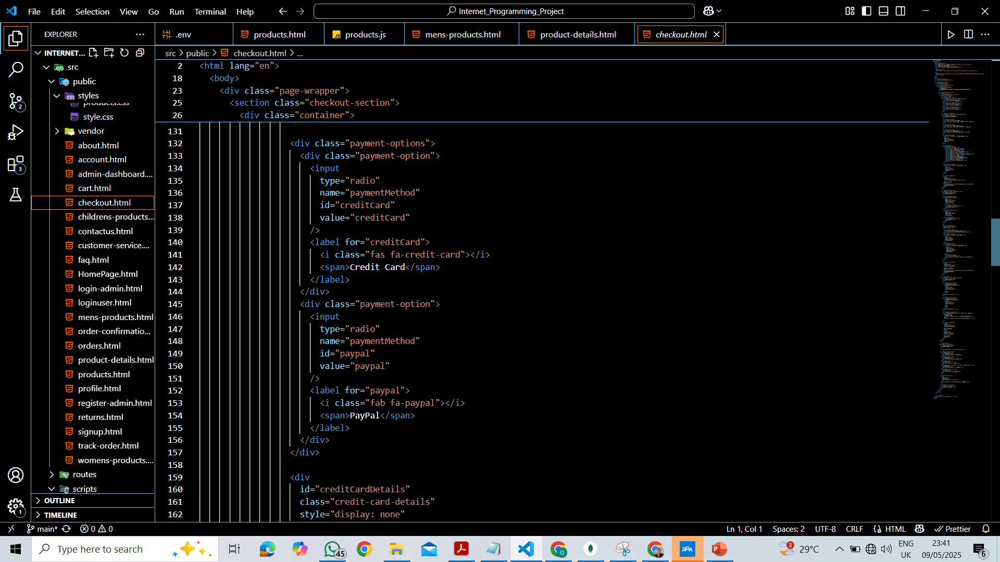 File Edit Selection View Go Run Terminal Help
Internet_Programming_Project
EXPLORER
.env products.html products.js mens-products.html product-details.html checkout.html
INTERNET...
src > public > checkout.html > ...
src
public
styles
products.css
style.css
vendor
about.html
account.html
admin-dashboard....
cart.html
checkout.html
childrens-products...
contactus.html
customer-service....
faq.html
HomePage.html
login-admin.html
loginuser.html
mens-products.html
order-confirmatio...
orders.html
product-details.html
products.html
profile.html
register-admin.html
returns.html
signup.html
track-order.html
womens-products....
routes
scripts
OUTLINE
TIMELINE
2
3
1
2 <html lang="en">
18 <body>
23 <div class="page-wrapper">
25 <section class="checkout-section">
26 <div class="container">
131
132 <div class="payment-options">
133 <div class="payment-option">
134 <input
135 type="radio"
136 name="paymentMethod"
137 id="creditCard"
138 value="creditCard"
139 />
140 <label for="creditCard">
141 <i class="fas fa-credit-card"></i>
142 <span>Credit Card</span>
143 </label>
144 </div>
145 <div class="payment-option">
146 <input
147 type="radio"
148 name="paymentMethod"
149 id="paypal"
150 value="paypal"
151 />
152 <label for="paypal">
153 <i class="fab fa-paypal"></i>
154 <span>PayPal</span>
155 </label>
156 </div>
157 </div>
158
159 <div
160 id="creditCardDetails"
161 class="credit-card-details"
162 style="display: none"
main* 0 0 Ln 1, Col 1 Spaces: 2 UTF-8 CRLF HTML Prettier
Type here to search 45 3 29°C ENG UK 23:41 09/05/2025 6